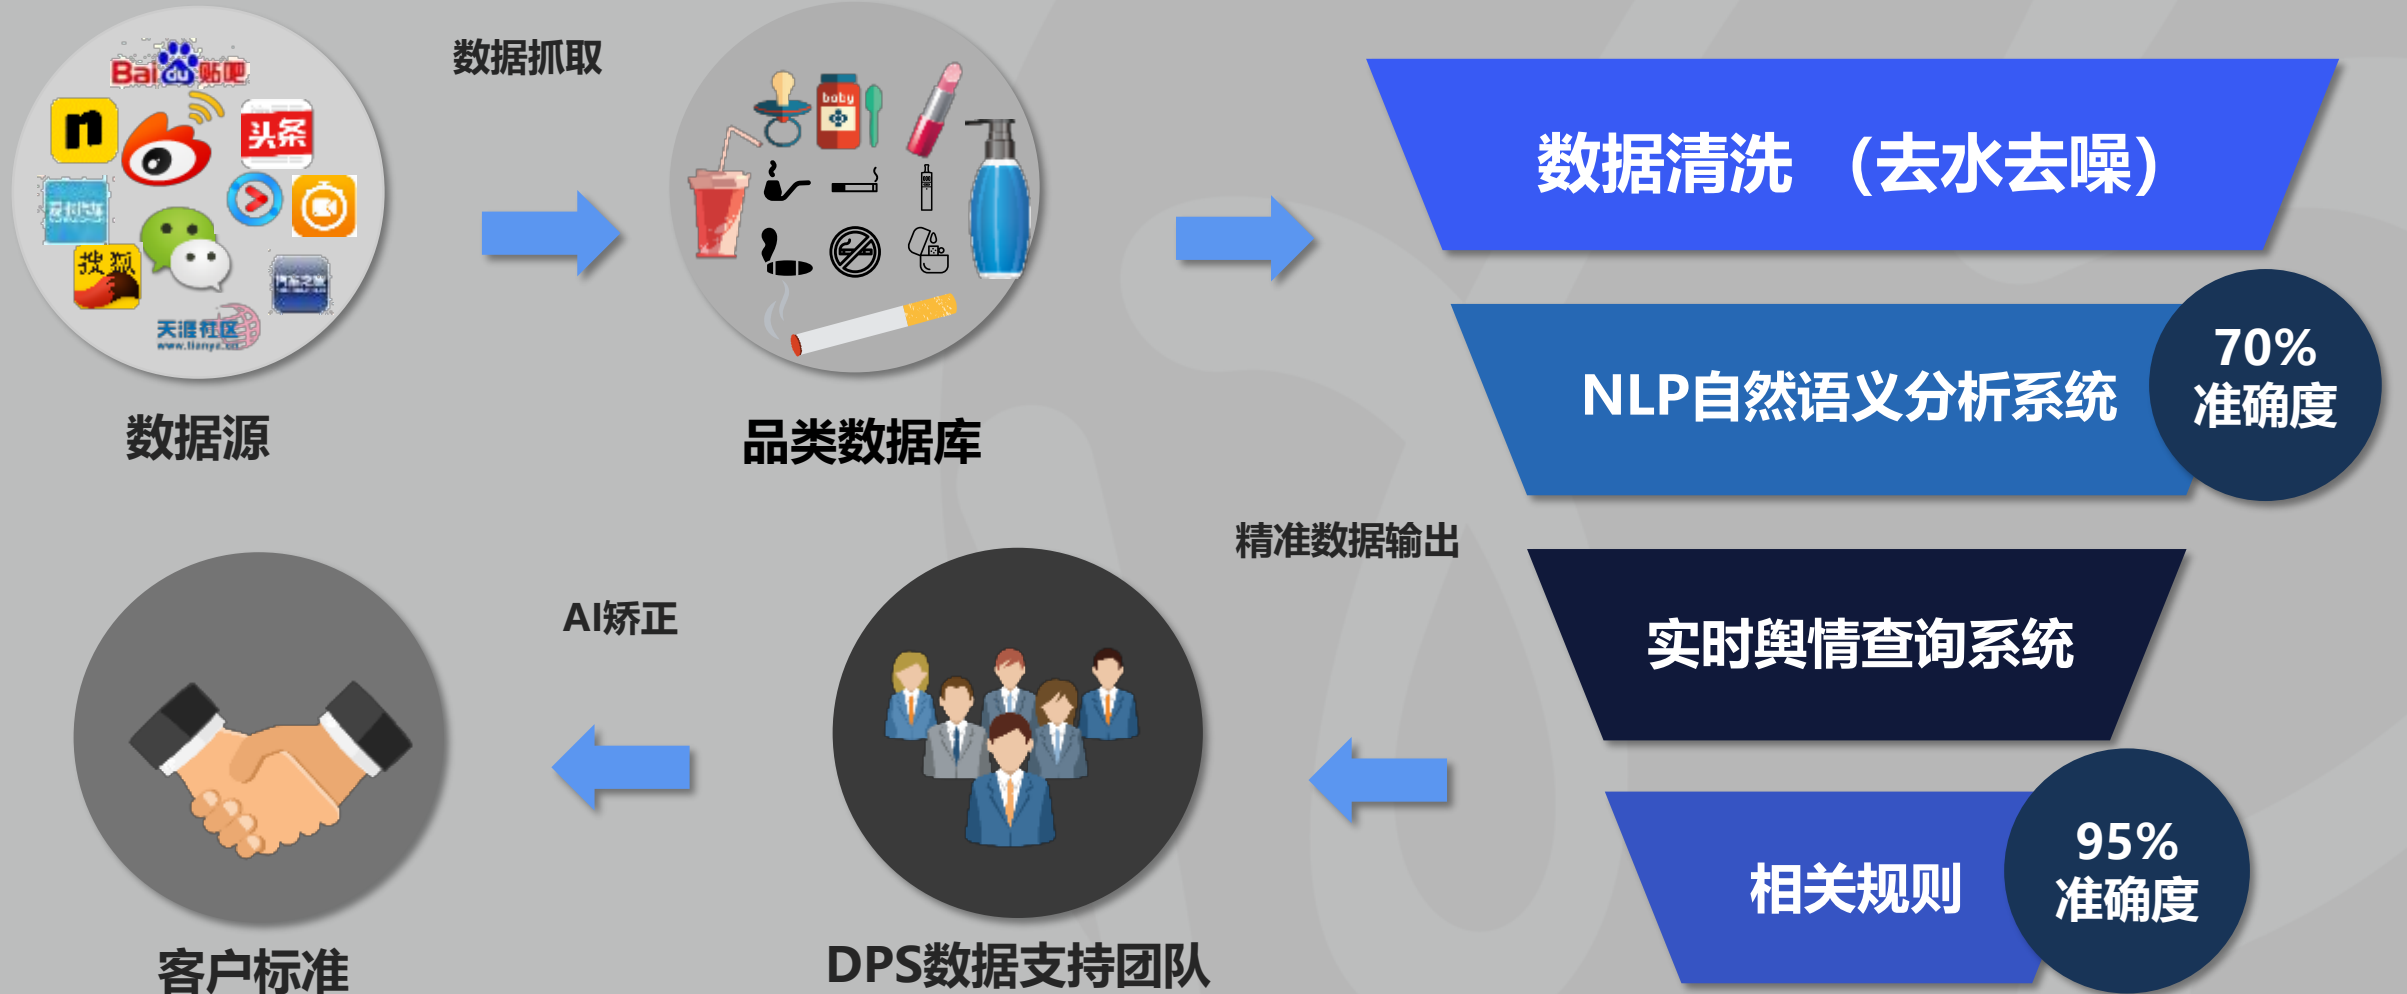 Bai du 贴吧
n
头条
搜狐
天涯社区
www.tianya.cn
数据源
数据抓取
baby
品类数据库
数据清洗 （去水去噪）
NLP自然语义分析系统
70%
准确度
实时舆情查询系统
相关规则
95%
准确度
精准数据输出
DPS数据支持团队
AI矫正
客户标准